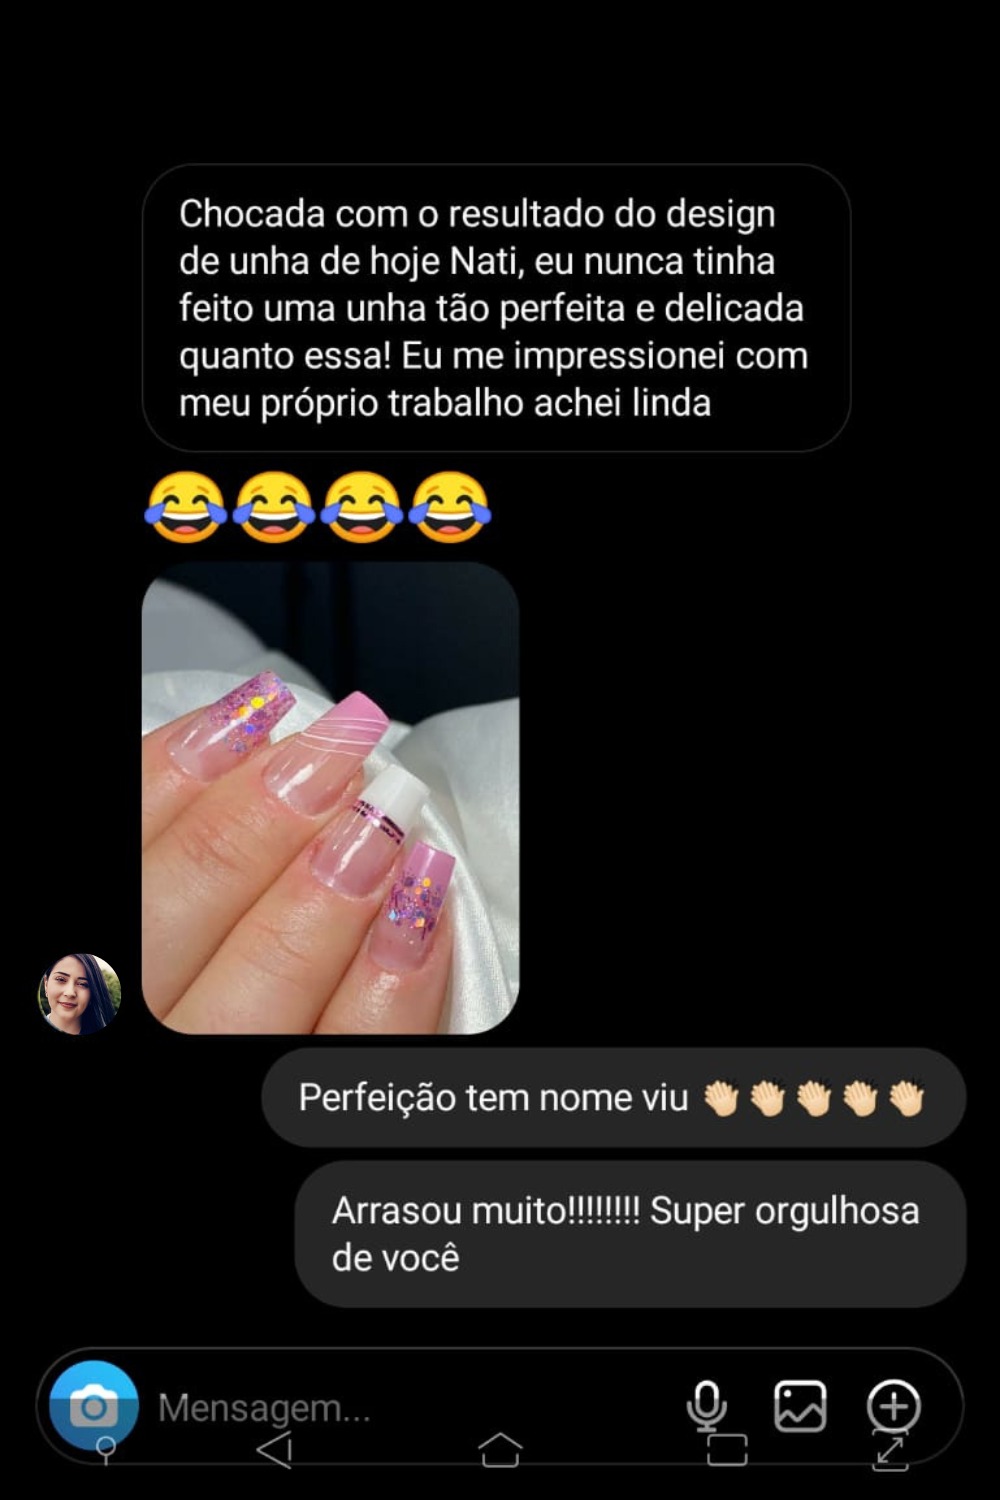 Chocada com o resultado do design
de unha de hoje Nati, eu nunca tinha
feito uma unha tão perfeita e delicada
quanto essa! Eu me impressionei com
meu próprio trabalho achei linda
😂😂😂😂
Perfeição tem nome viu 👏🏻👏🏻👏🏻👏🏻👏🏻
Arrasou muito!!!!!!!! Super orgulhosa
de você
Mensagem...